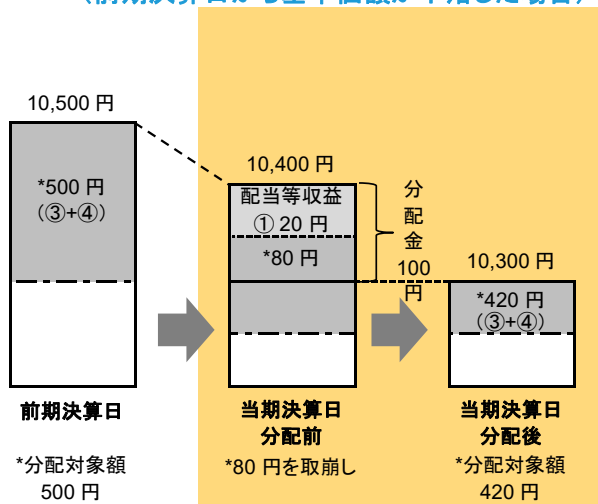 （前期決算日から基準価額が下落した場合）
10,500 円
*500 円
（③+④）
前期決算日
*分配対象額
500 円
10,400 円
配当等収益
① 20 円
*80 円
分
配
金
100
円
当期決算日
分配前
*80 円を取崩し
10,300 円
*420 円
（③+④）
当期決算日
分配後
*分配対象額
420 円